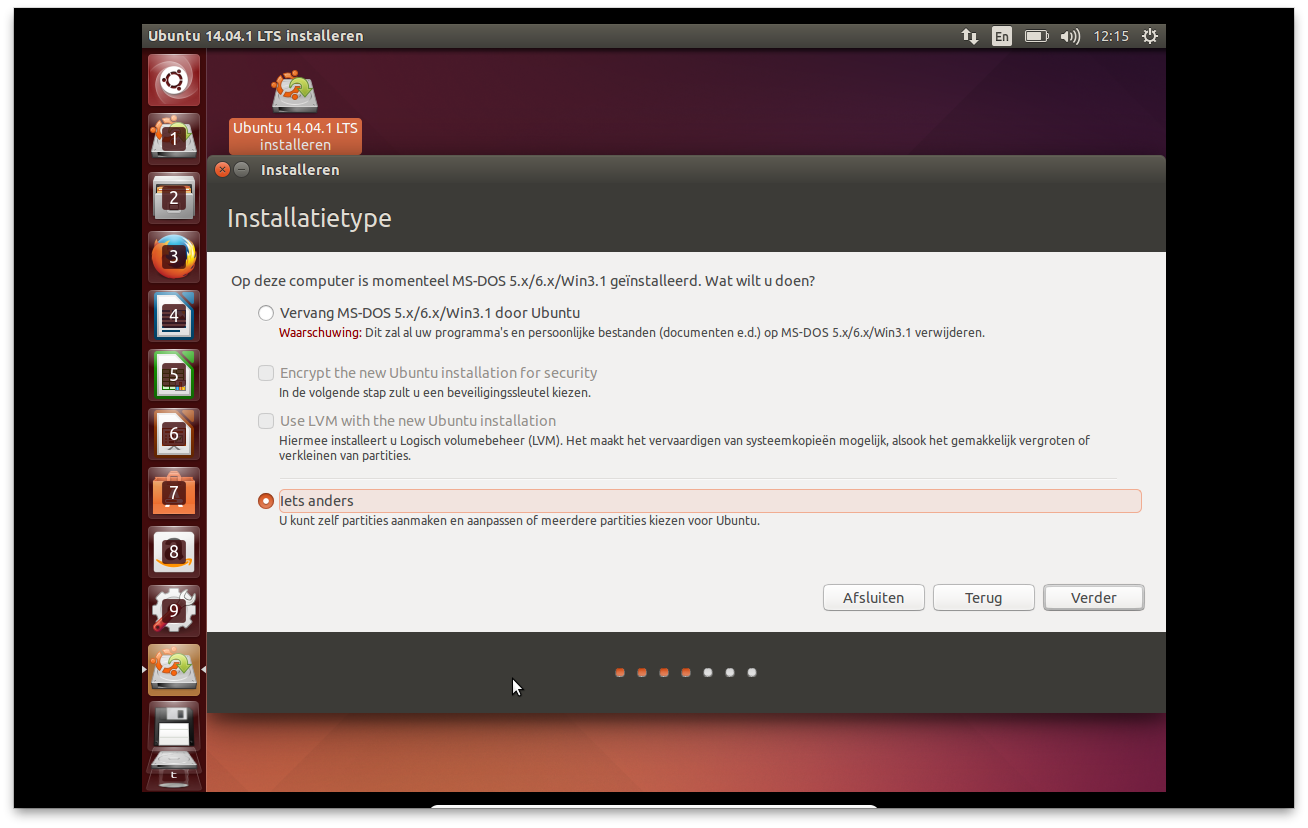 Ubuntu 14.04.1 LTS installeren
En
12:15
1
2
3
4
5
6
7
8
9
E
Ubuntu 14.04.1 LTS
installeren
Installeren
Installatietype
Op deze computer is momenteel MS-DOS 5.x/6.x/Win3.1 geïnstalleerd. Wat wilt u doen?
Vervang MS-DOS 5.x/6.x/Win3.1 door Ubuntu
Waarschuwing: Dit zal al uw programma's en persoonlijke bestanden (documenten e.d.) op MS-DOS 5.x/6.x/Win3.1 verwijderen.
Encrypt the new Ubuntu installation for security
In de volgende stap zult u een beveiligingssleutel kiezen.
Use LVM with the new Ubuntu installation
Hiermee installeert u Logisch volumebeheer (LVM). Het maakt het vervaardigen van systeemkopieën mogelijk, alsook het gemakkelijk vergroten of
verkleinen van partities.
Iets anders
U kunt zelf partities aanmaken en aanpassen of meerdere partities kiezen voor Ubuntu.
Afsluiten
Terug
Verder